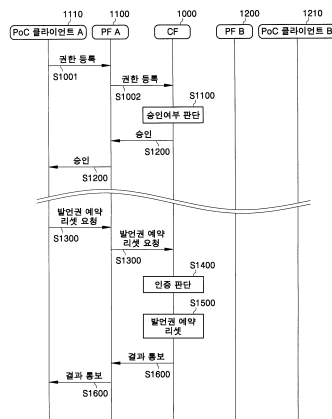 1110 1100 1000 1200 1210
PoC 클라이언트 A PF A CF PF B PoC 클라이언트 B
권한 등록
S1001
권한 등록
S1002
S1100
승인여부 판단
승인
S1200
승인
S1200
발언권 예약
리셋 요청
S1300
발언권 예약
리셋 요청
S1300
S1400
인증 판단
S1500
발언권 예약
리셋
결과 통보
S1600
결과 통보
S1600